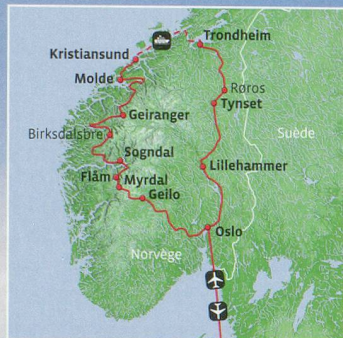 Trondheim
Kristiansund
Molde
Røros
Tynset
Geiranger
Birksdalsbre
Suède
Sogndal
Lillehammer
Flåm
Myrdal
Geilo
Oslo
Norvège